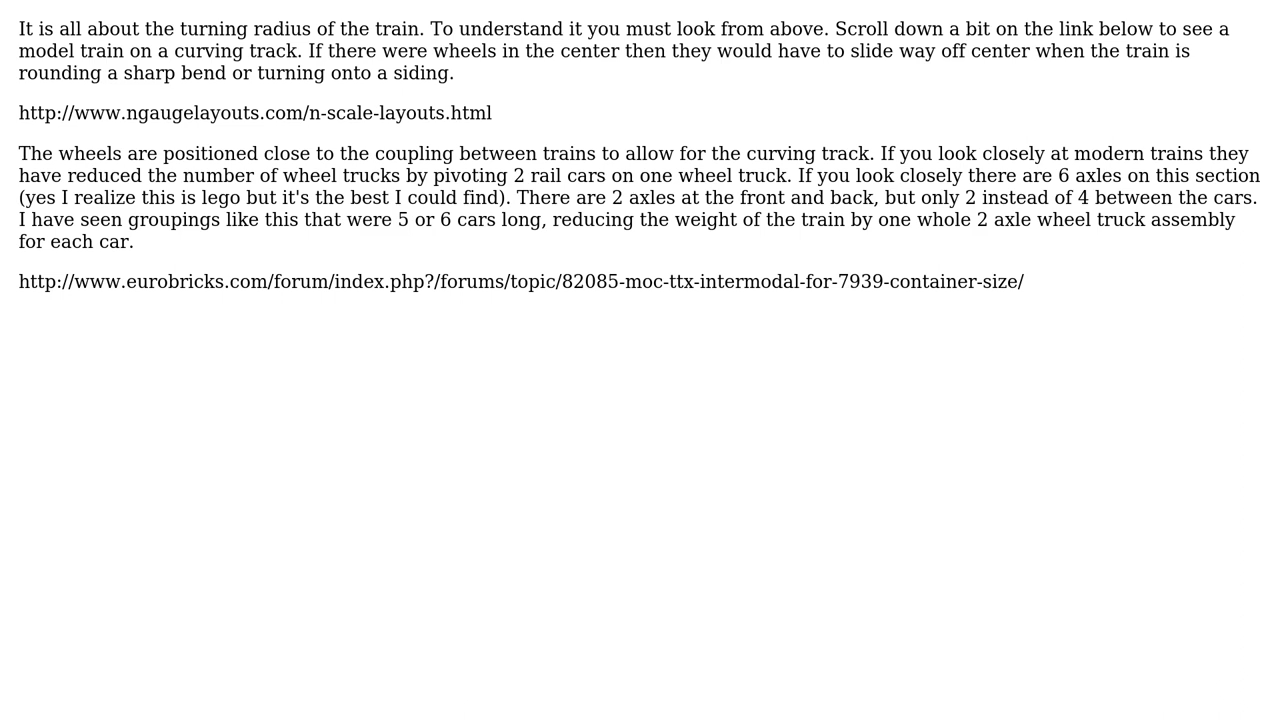 It is all about the turning radius of the train. To understand it you must look from above. Scroll down a bit on the link below to see a
model train on a curving track. If there were wheels in the center then they would have to slide way off center when the train is
rounding a sharp bend or turning onto a siding.
http://www.ngaugelayouts.com/n-scale-layouts.html
The wheels are positioned close to the coupling between trains to allow for the curving track. If you look closely at modern trains they
have reduced the number of wheel trucks by pivoting 2 rail cars on one wheel truck. If you look closely there are 6 axles on this section
(yes I realize this is lego but it's the best I could find). There are 2 axles at the front and back, but only 2 instead of 4 between the cars.
I have seen groupings like this that were 5 or 6 cars long, reducing the weight of the train by one whole 2 axle wheel truck assembly
for each car.
http://www.eurobricks.com/forum/index.php?/forums/topic/82085-moc-ttx-intermodal-for-7939-container-size/